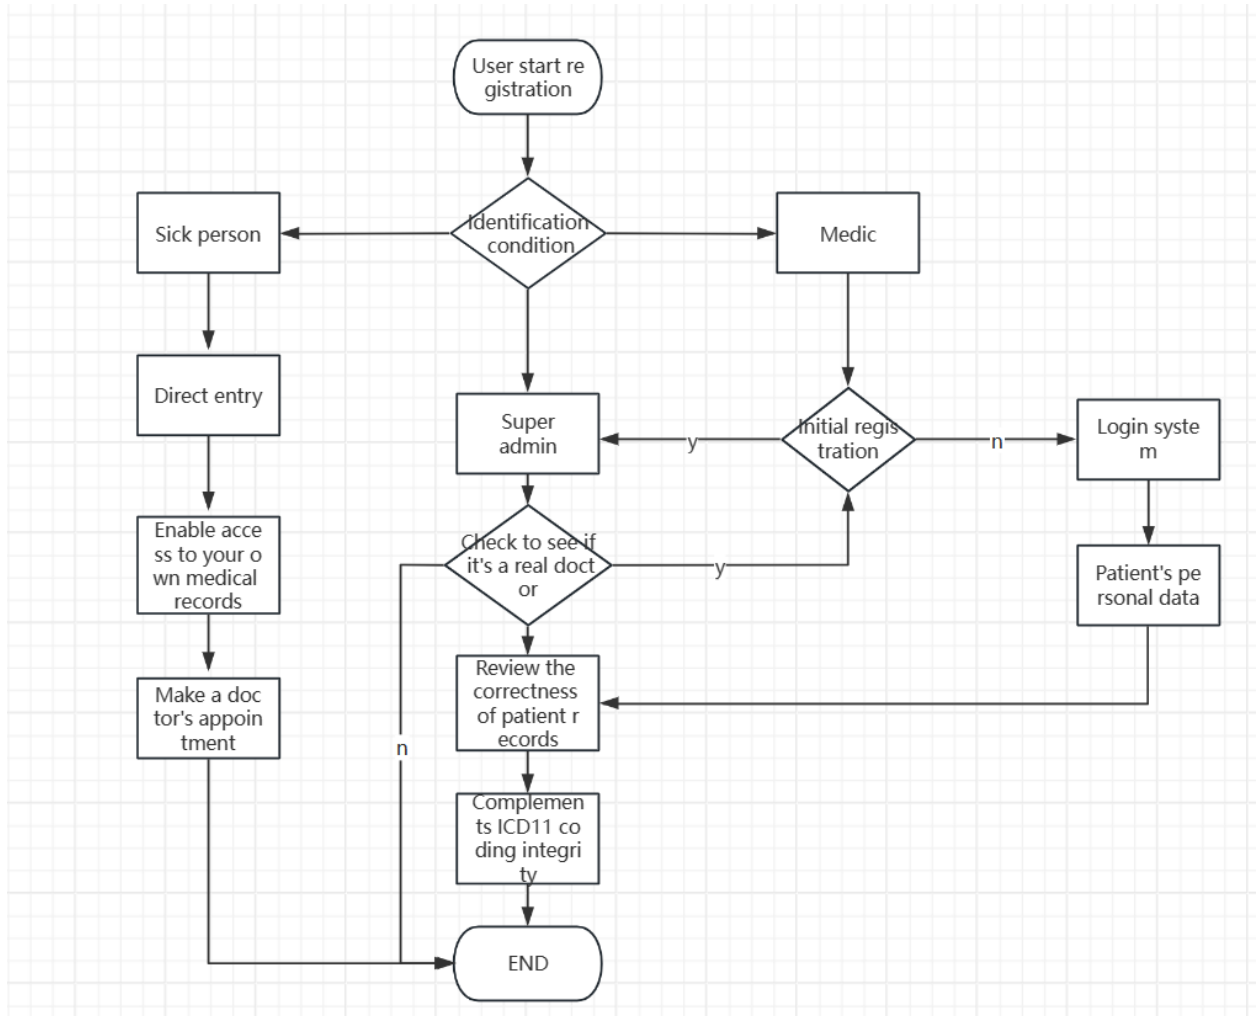 User start re
gistration
Identification
condition
Sick person
Medic
Direct entry
Super
admin
Initial regis
tration
y
n
Login syste
m
Enable acce
ss to your o
wn medical
records
Check to see if
it's a real doct
or
y
Patient's pe
rsonal data
Make a doc
tor's appoin
tment
n
Review the
correctness
of patient r
ecords
Complemen
ts ICD11 co
ding integri
ty
END